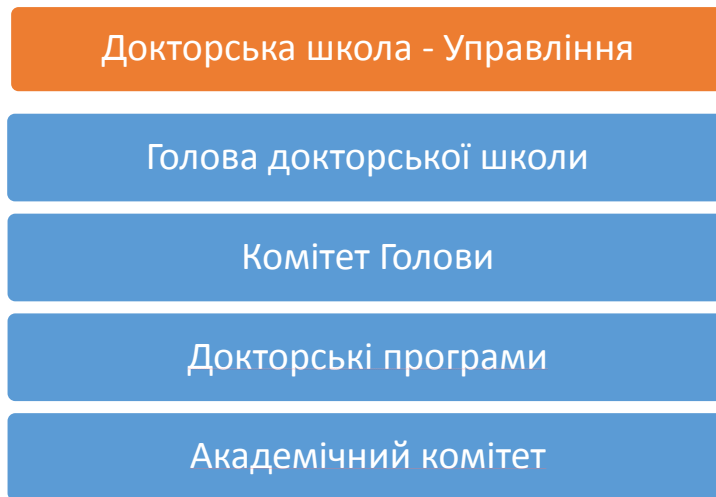 Докторська школа - Управління
Голова докторської школи
Комітет Голови
Докторські програми
Академічний комітет